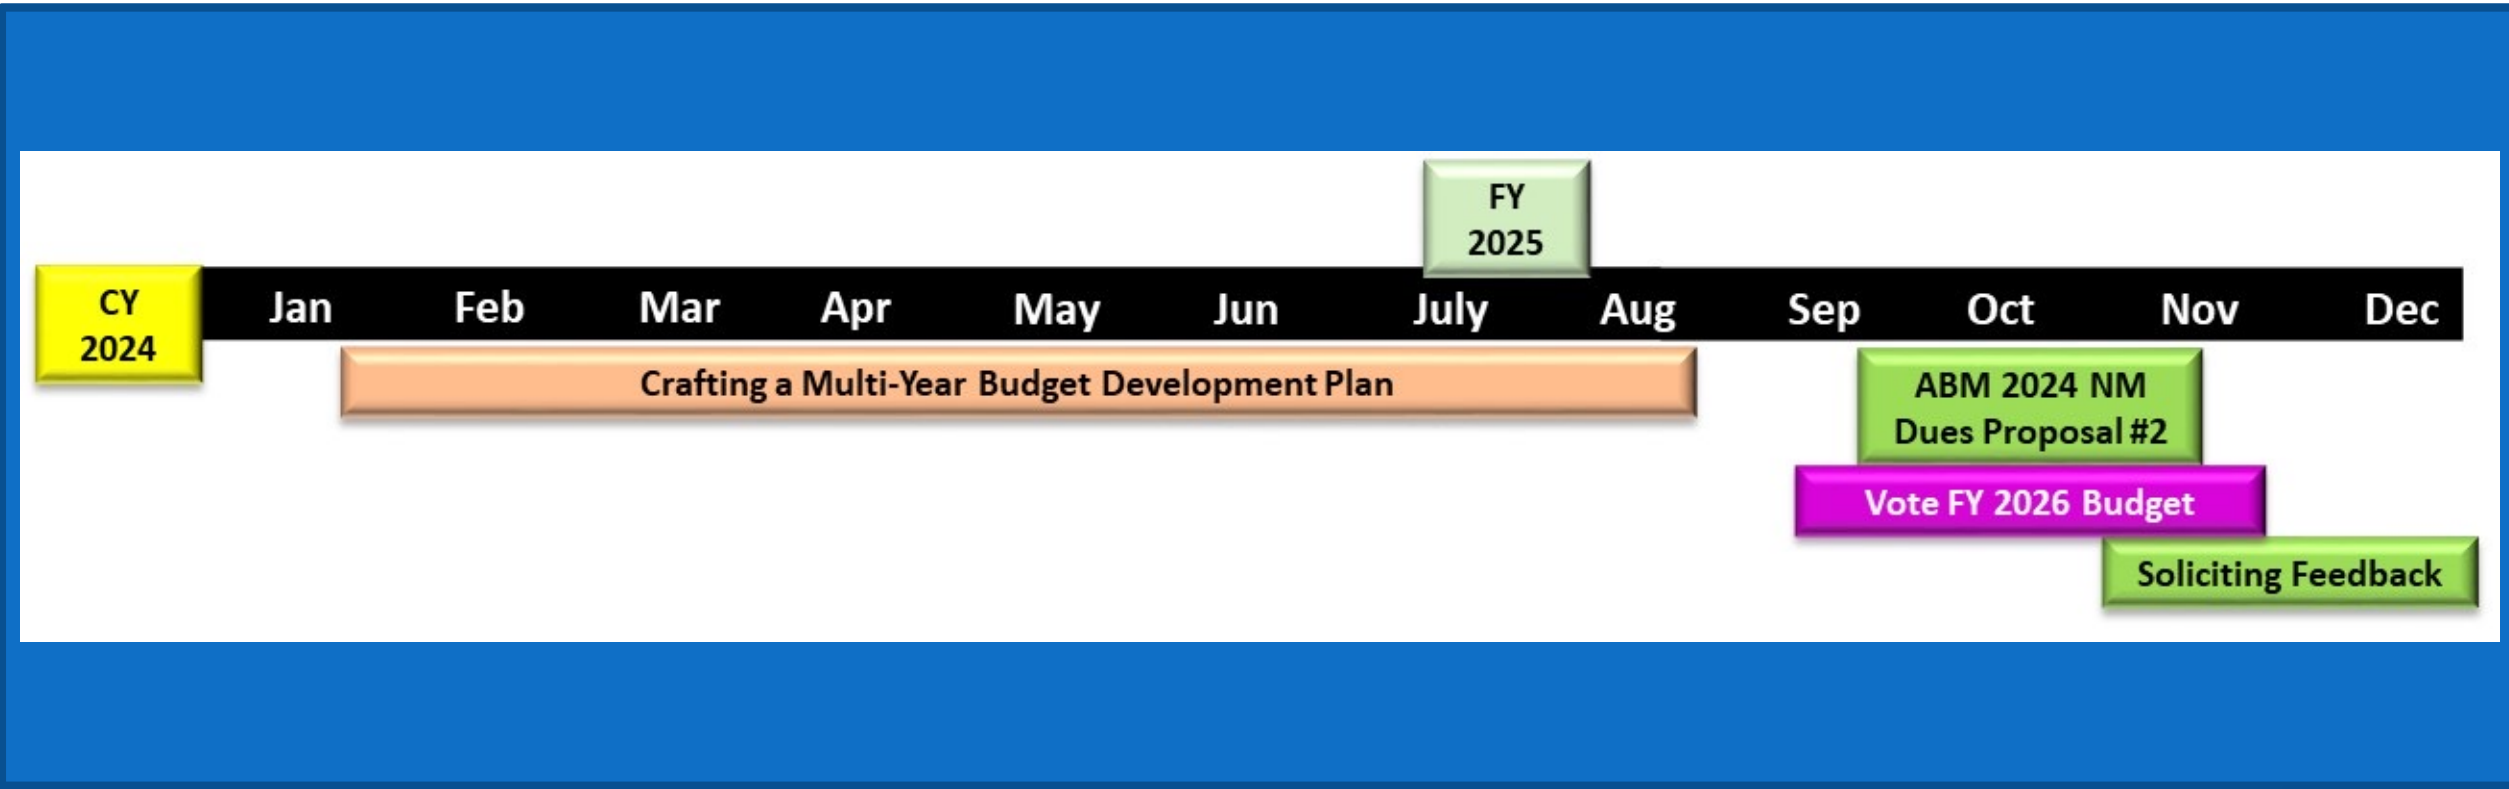 FY
2025
CY
2024
Jan Feb Mar Apr May Jun July Aug Sep Oct Nov Dec
Crafting a Multi-Year Budget Development Plan
ABM 2024 NM
Dues Proposal #2
Vote FY 2026 Budget
Soliciting Feedback